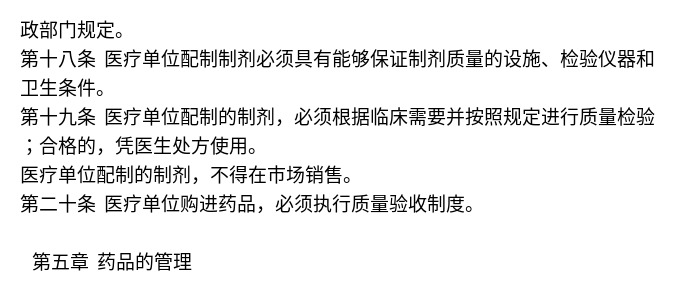 政部门规定。
第十八条 医疗单位配制制剂必须具有能够保证制剂质量的设施、检验仪器和
卫生条件。
第十九条 医疗单位配制的制剂，必须根据临床需要并按照规定进行质量检验
；合格的，凭医生处方使用。
医疗单位配制的制剂，不得在市场销售。
第二十条 医疗单位购进药品，必须执行质量验收制度。
第五章 药品的管理